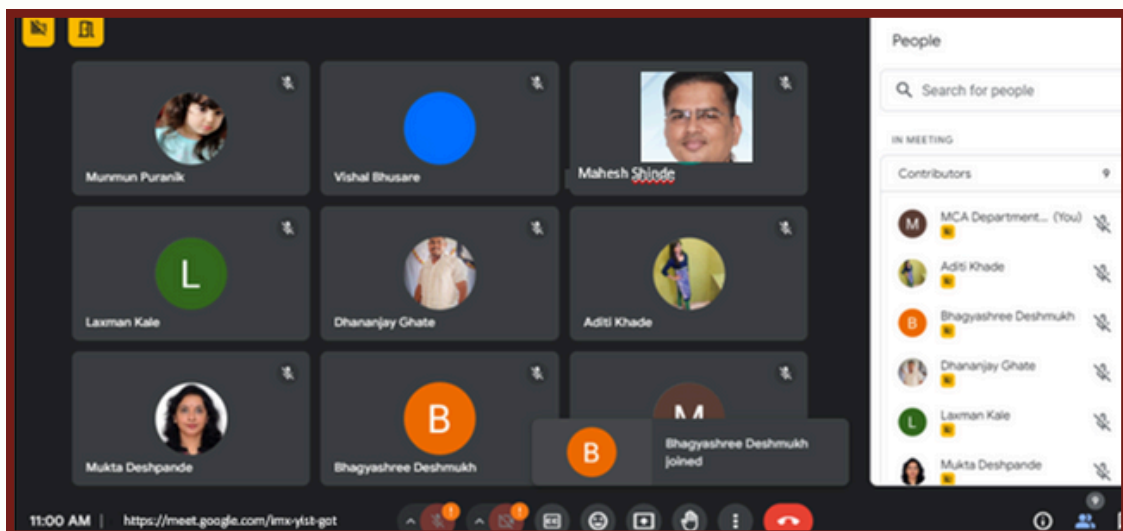 People
Search for people
IN MEETING
Contributors 9
MCA Department... (You)
Aditi Khade
Bhagyashree Deshmukh
Dhananjay Ghate
Laxman Kale
Mukta Deshpande
Munmun Puranik
Vishal Bhusare
Mahesh Shinde
L
Laxman Kale
Dhananjay Ghate
Aditi Khade
Mukta Deshpande
B
Bhagyashree Deshmukh
M
B
Bhagyashree Deshmukh
joined
M
B
L
11:00 AM | https://meet.google.com/imx-yist-got
9